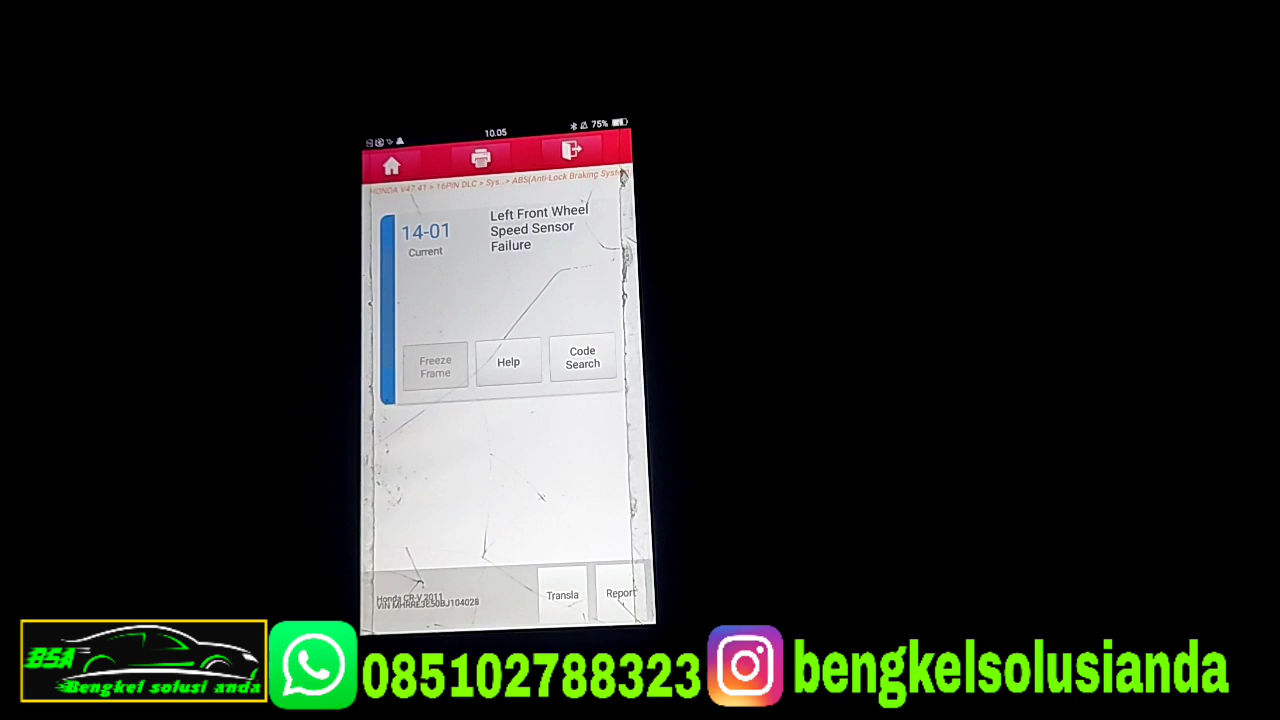 10.05
75%
HONDA V47.41 > 16PIN DLC > Sys..> ABS(Anti-Lock Braking System)
14-01
Current
Left Front Wheel
Speed Sensor
Failure
Freeze
Frame
Help
Code
Search
Honda CR-V 2011
VIN MHRRE3E50BJ104028
Transla
Report
BSA
Bengkel solusi anda
085102788323
bengkelsolusianda